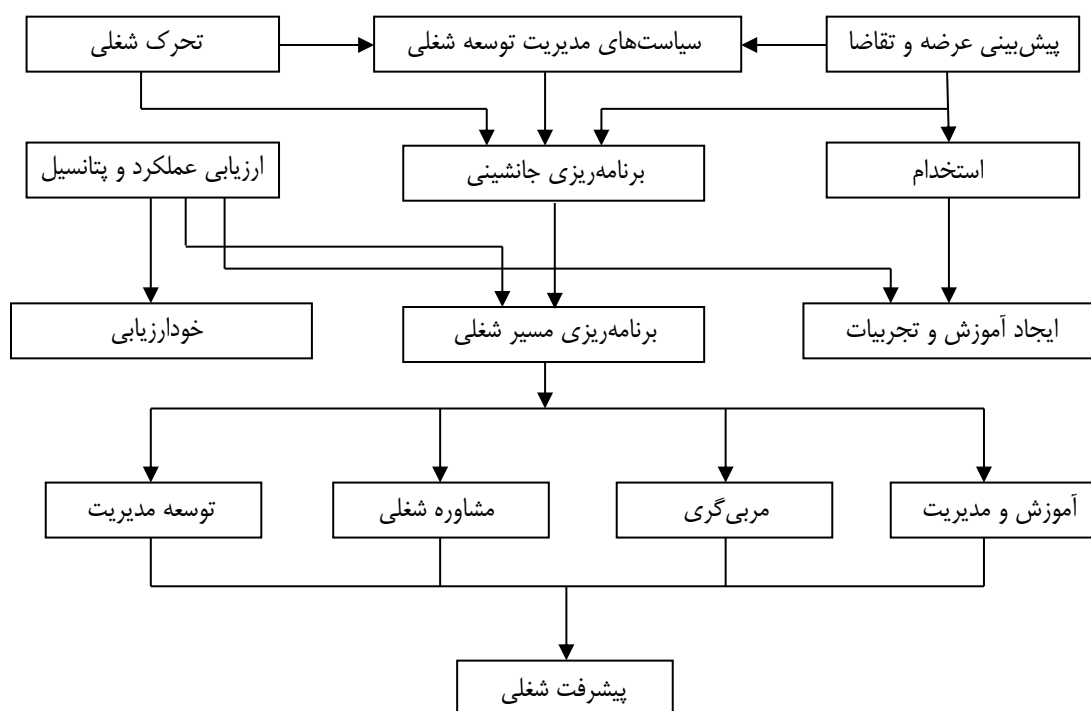 پیش‌بینی عرضه و تقاضا
سیاست‌های مدیریت توسعه شغلی
تحرک شغلی
استخدام
برنامه‌ریزی جانشینی
ارزیابی عملکرد و پتانسیل
ایجاد آموزش و تجربیات
برنامه‌ریزی مسیر شغلی
خودارزیابی
آموزش و مدیریت
مربی‌گری
مشاوره شغلی
توسعه مدیریت
پیشرفت شغلی